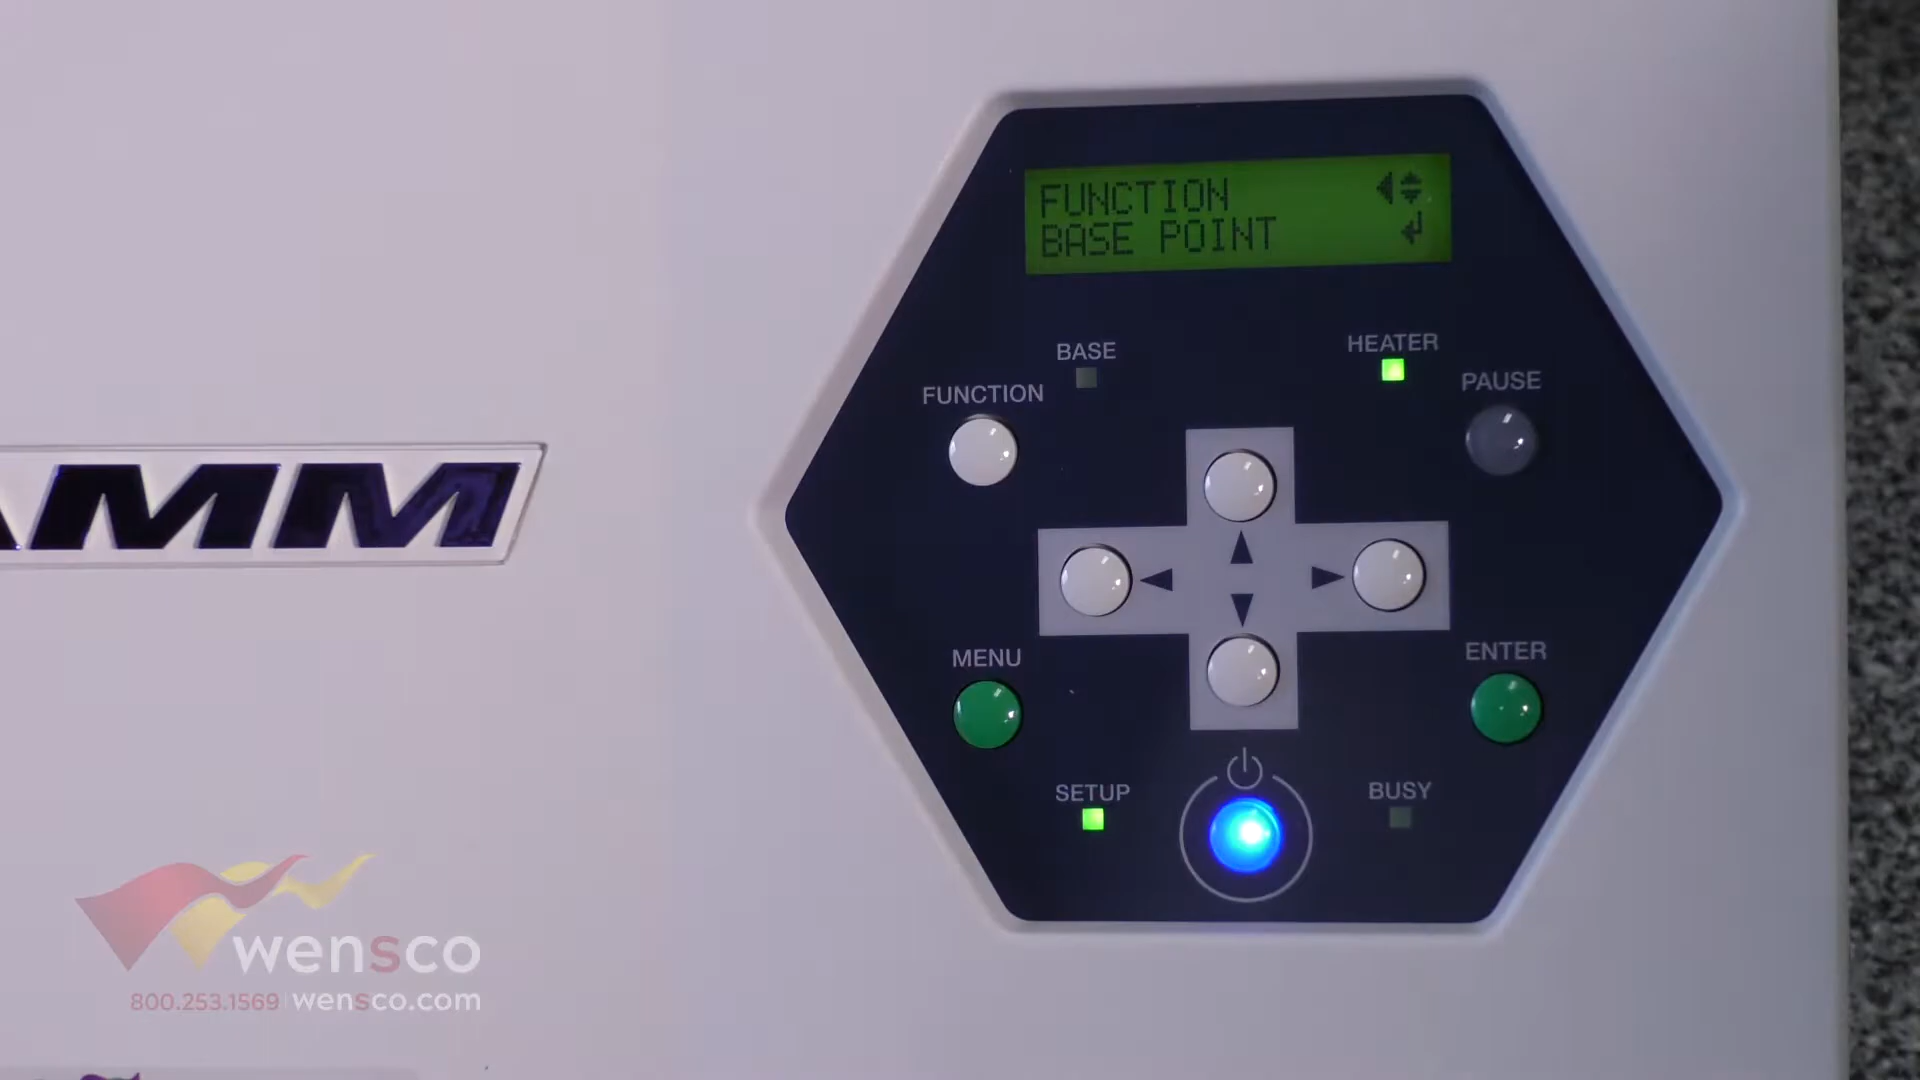 FUNCTION
BASE POINT
BASE
HEATER
FUNCTION
PAUSE
AMM
MENU
ENTER
SETUP
BUSY
wensco
800.253.1569 | wensco.com